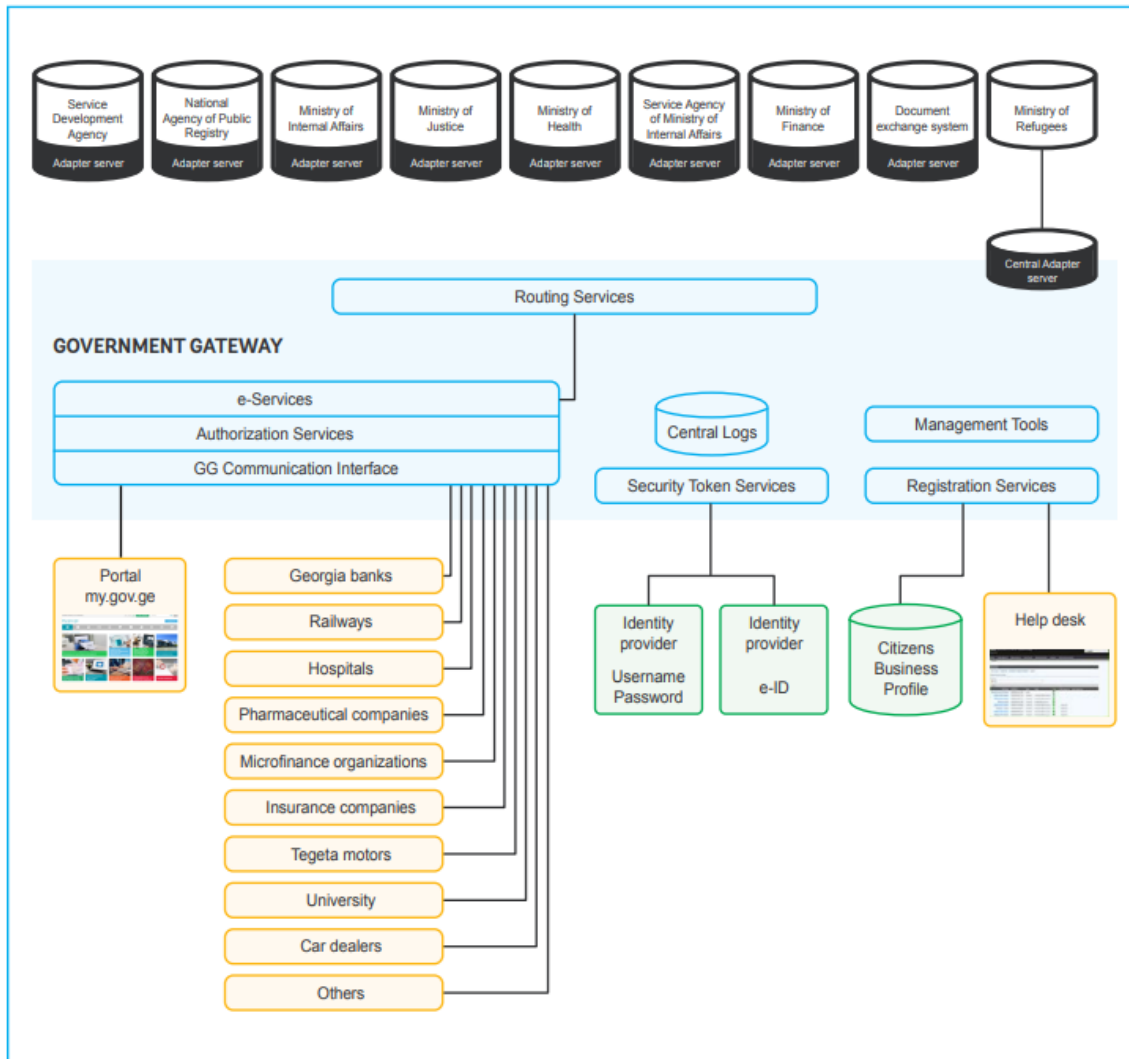 Service
Development
Agency
Adapter server
National
Agency of Public
Registry
Adapter server
Ministry of
Internal Affairs
Adapter server
Ministry of
Justice
Adapter server
Ministry of
Health
Adapter server
Service Agency
of Ministry of
Internal Affairs
Adapter server
Ministry of
Finance
Adapter server
Document
exchange system
Adapter server
Ministry of
Refugees
Central Adapter
server
Routing Services
GOVERNMENT GATEWAY
e-Services
Authorization Services
GG Communication Interface
Central Logs
Security Token Services
Management Tools
Registration Services
Portal
my.gov.ge
Georgia banks
Railways
Hospitals
Pharmaceutical companies
Microfinance organizations
Insurance companies
Tegeta motors
University
Car dealers
Others
Identity
provider
Username
Password
Identity
provider
e-ID
Citizens
Business
Profile
Help desk